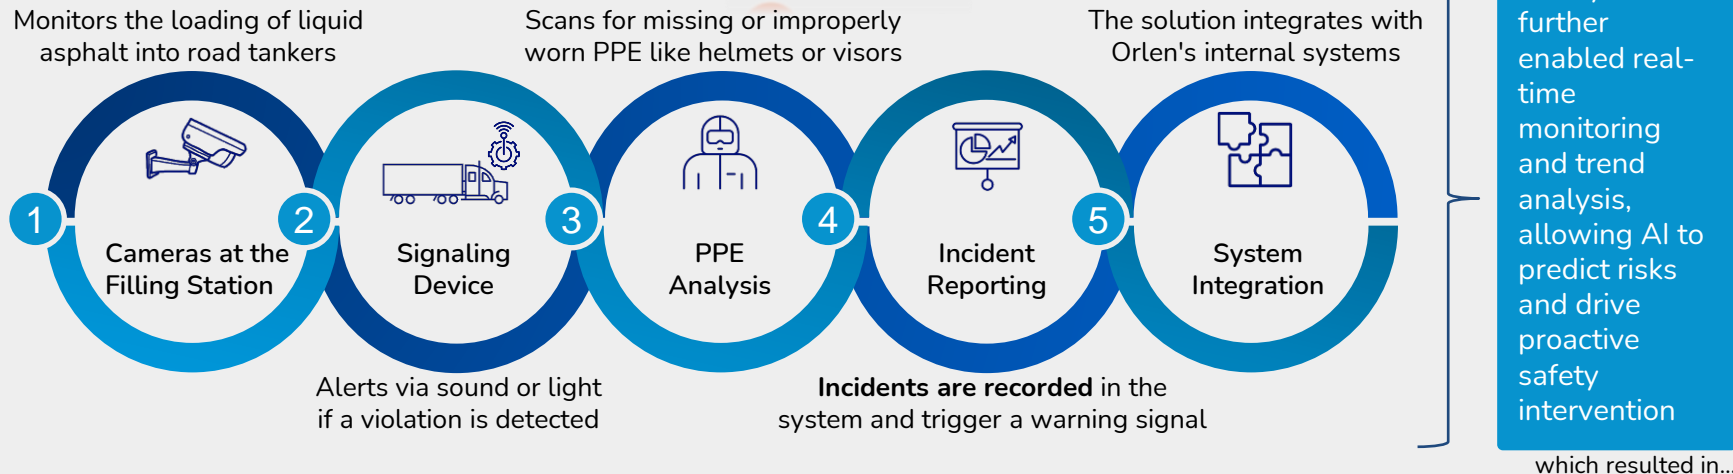 Monitors the loading of liquid
asphalt into road tankers
Scans for missing or improperly
worn PPE like helmets or visors
The solution integrates with
Orlen's internal systems
1
Cameras at the
Filling Station
2
Signaling
Device
3
PPE
Analysis
4
Incident
Reporting
5
System
Integration
Alerts via sound or light
if a violation is detected
Incidents are recorded in the
system and trigger a warning signal
further
enabled real-
time
monitoring
and trend
analysis,
allowing AI to
predict risks
and drive
proactive
safety
intervention
which resulted in...